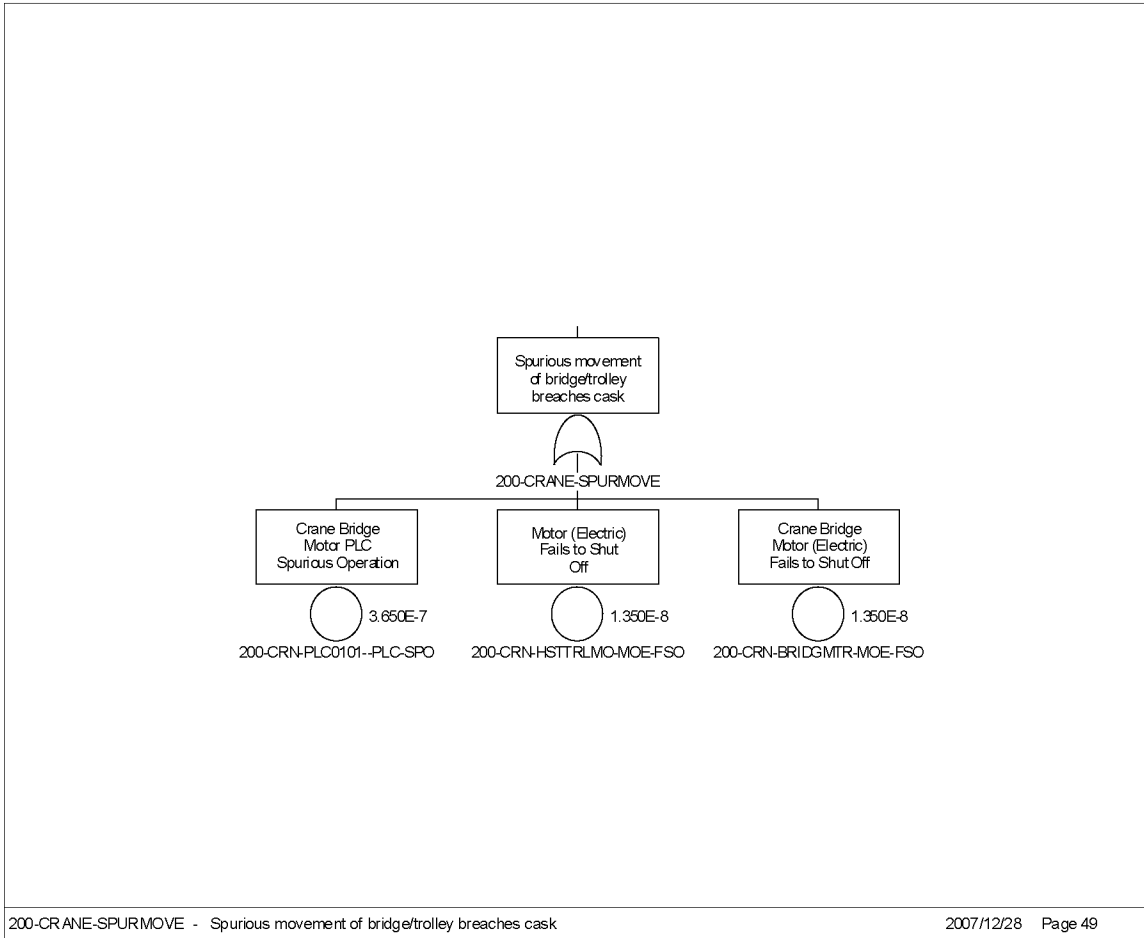 Spurious movement
of bridge/trolley
breaches cask
200-CRANE-SPURMOVE
Crane Bridge
Motor PLC
Spurious Operation
3.650E-7
200-CRN-PLC0101--PLC-SPO
Motor (Electric)
Fails to Shut
Off
1.350E-8
200-CRN-HSTTRLMO-MOE-FSO
Crane Bridge
Motor (Electric)
Fails to Shut Off
1.350E-8
200-CRN-BRIDGMTR-MOE-FSO
200-CRANE-SPURMOVE - Spurious movement of bridge/trolley breaches cask
2007/12/28 Page 49